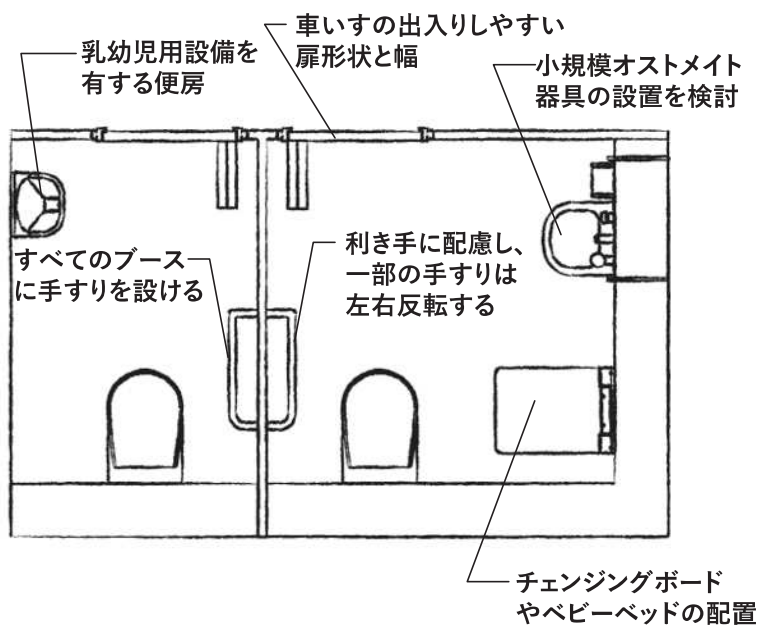 車いすの出入りしやすい
扉形状と幅
乳幼児用設備を
有する便房
小規模オストメイト
器具の設置を検討
すべてのブース
に手すりを設ける
利き手に配慮し、
一部の手すりは
左右反転する
チェンジングボード
やベビーベッドの配置